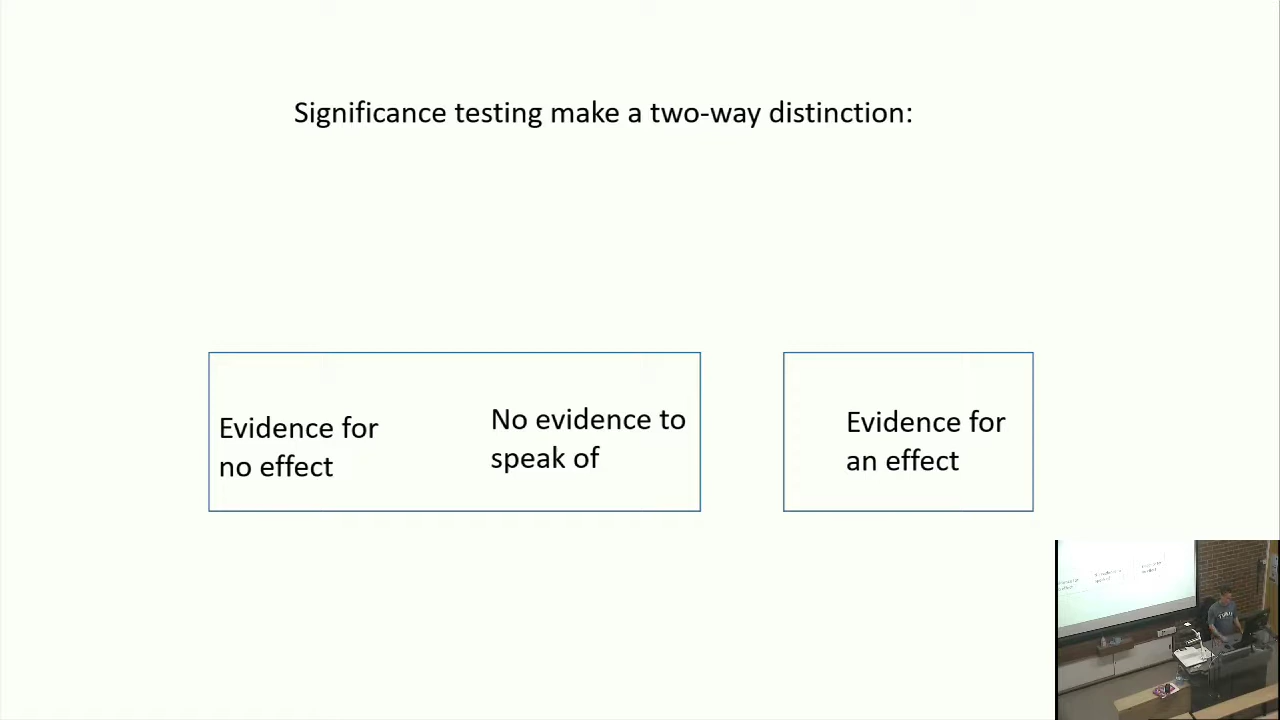 Significance testing make a two-way distinction:
Evidence for
no effect
No evidence to
speak of
Evidence for
an effect